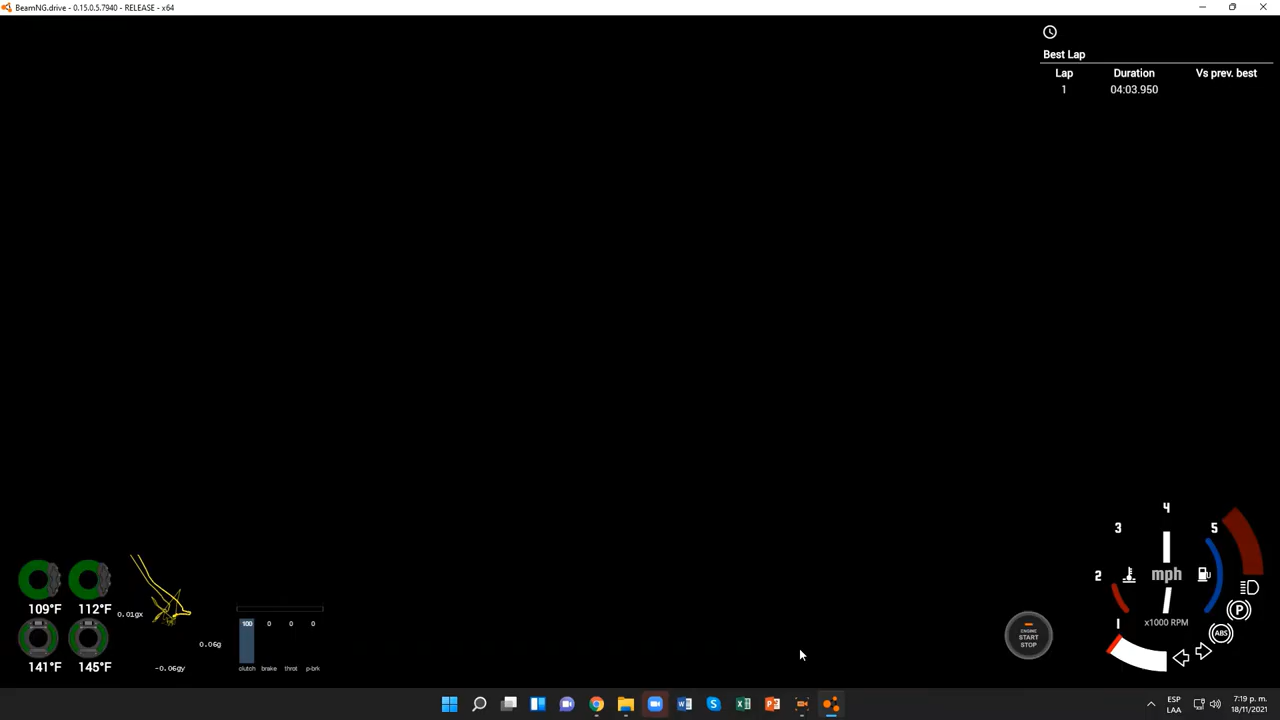 BeamNG.drive - 0.15.0.5.7940 - RELEASE - x64
Best Lap
Lap Duration Vs prev. best
1 04:03.950
4
3 5
2 mph
1 x1000 RPM
P
ABS
ENGINE
START
STOP
109°F 112°F
141°F 145°F
0.01gx
0.06g
-0.06gy
100 0 0 0
clutch brake throt p-brk
ESP
LAA
7:19 p. m.
18/11/2021